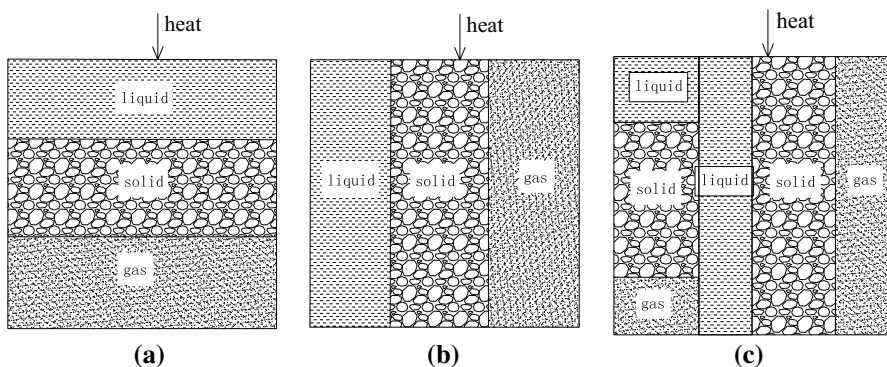 heat
liquid
solid
gas
(a)
heat
liquid solid gas
(b)
heat
liquid
solid liquid solid gas
gas
(c)